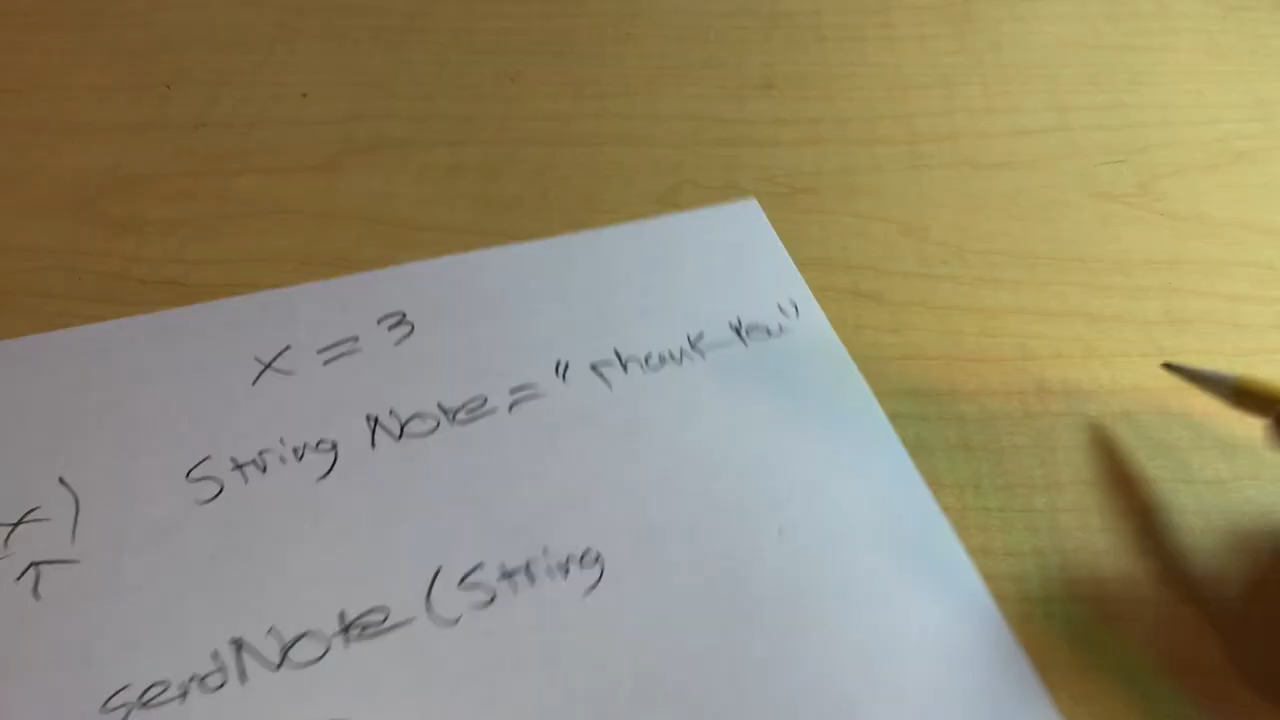 x = 3
String Note = "Thank You"
x)
sendNote (String